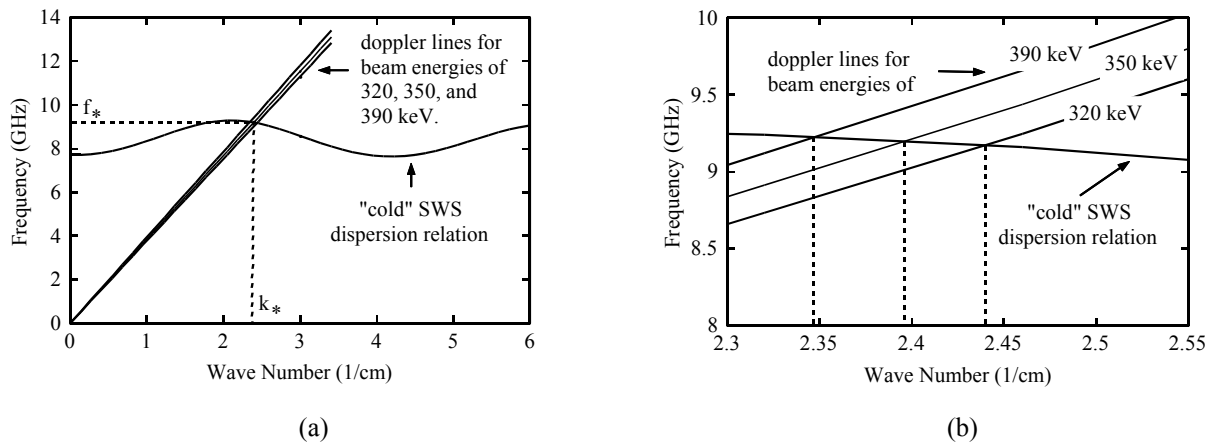 14
12
10
8
6
4
2
0
Frequency (GHz)
f*
doppler lines for
beam energies of
320, 350, and
390 keV.
"cold" SWS
dispersion relation
k*
0 1 2 3 4 5 6
Wave Number (1/cm)
(a)
10
9.5
9
8.5
8
Frequency (GHz)
doppler lines for
beam energies of
390 keV
350 keV
320 keV
"cold" SWS
dispersion relation
2.3 2.35 2.4 2.45 2.5 2.55
Wave Number (1/cm)
(b)